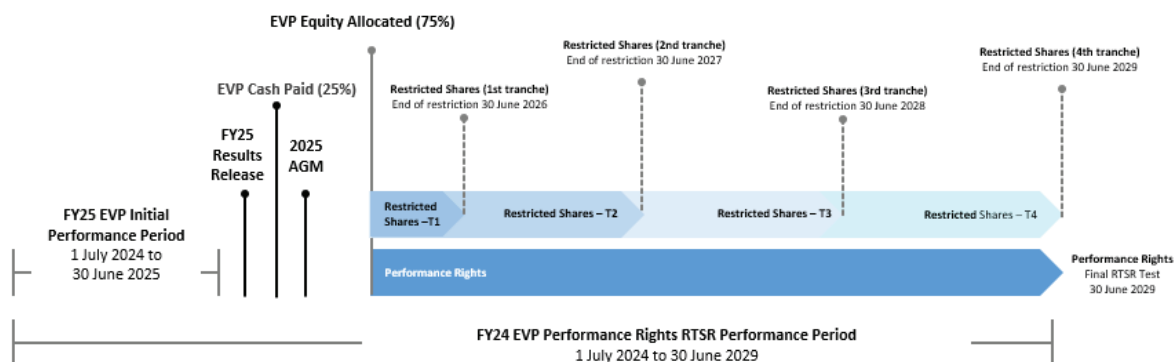 EVP Equity Allocated (75%)
Restricted Shares (2nd tranche)
End of restriction 30 June 2027
Restricted Shares (4th tranche)
End of restriction 30 June 2029
EVP Cash Paid (25%)
Restricted Shares (1st tranche)
End of restriction 30 June 2026
Restricted Shares (3rd tranche)
End of restriction 30 June 2028
FY25
Results
Release
2025
AGM
FY25 EVP Initial
Performance Period
1 July 2024 to
30 June 2025
Restricted
Shares –T1
Restricted Shares – T2
Restricted Shares – T3
Restricted Shares – T4
Performance Rights
Performance Rights
Final RTSR Test
30 June 2029
FY24 EVP Performance Rights RTSR Performance Period
1 July 2024 to 30 June 2029